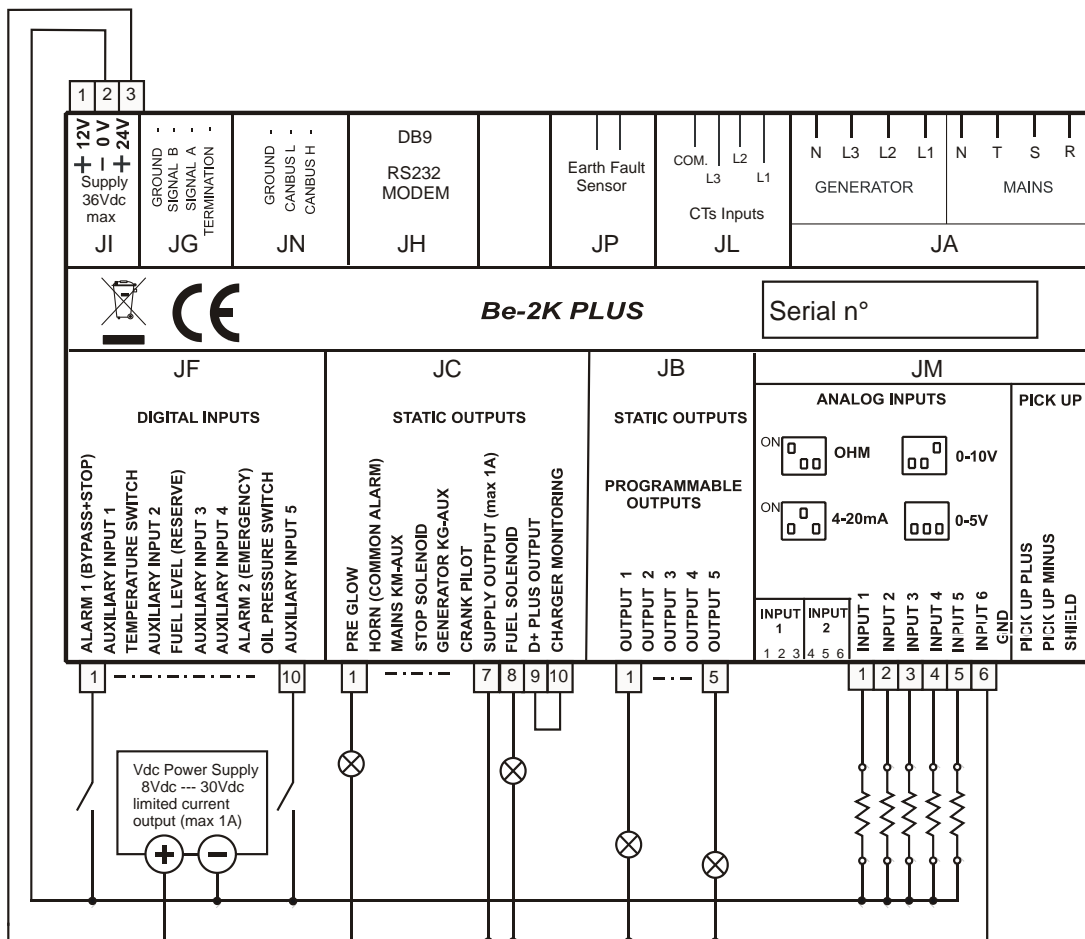 1 2 3
+ 12V
- 0 V
+ 24V
Supply
36Vdc
max
JI
GROUND -
SIGNAL B -
SIGNAL A -
TERMINATION -
JG
GROUND -
CANBUS L -
CANBUS H -
JN
DB9
RS232
MODEM
JH
Earth Fault
Sensor
JP
COM.
L3
L2
L1
CTs Inputs
JL
N L3 L2 L1 N T S R
GENERATOR MAINS
JA
CE
Be-2K PLUS
Serial n°
JF
DIGITAL INPUTS
ALARM 1 (BYPASS+STOP)
AUXILIARY INPUT 1
TEMPERATURE SWITCH
AUXILIARY INPUT 2
FUEL LEVEL (RESERVE)
AUXILIARY INPUT 3
AUXILIARY INPUT 4
ALARM 2 (EMERGENCY)
OIL PRESSURE SWITCH
AUXILIARY INPUT 5
1 10
JC
STATIC OUTPUTS
PRE GLOW
HORN (COMMON ALARM)
MAINS KM-AUX
STOP SOLENOID
GENERATOR KG-AUX
CRANK PILOT
SUPPLY OUTPUT (max 1A)
FUEL SOLENOID
D+ PLUS OUTPUT
CHARGER MONITORING
1 7 8 9 10
JB
STATIC OUTPUTS
PROGRAMMABLE
OUTPUTS
OUTPUT 1
OUTPUT 2
OUTPUT 3
OUTPUT 4
OUTPUT 5
1 5
JM
ANALOG INPUTS
ON OHM 0-10V
ON 4-20mA 0-5V
INPUT
1
1 2 3
INPUT
2
4 5 6
INPUT 1
INPUT 2
INPUT 3
INPUT 4
INPUT 5
INPUT 6
GND
1 2 3 4 5 6
PICK UP
PICK UP PLUS
PICK UP MINUS
SHIELD
Vdc Power Supply
8Vdc --- 30Vdc
limited current
output (max 1A)
+ −